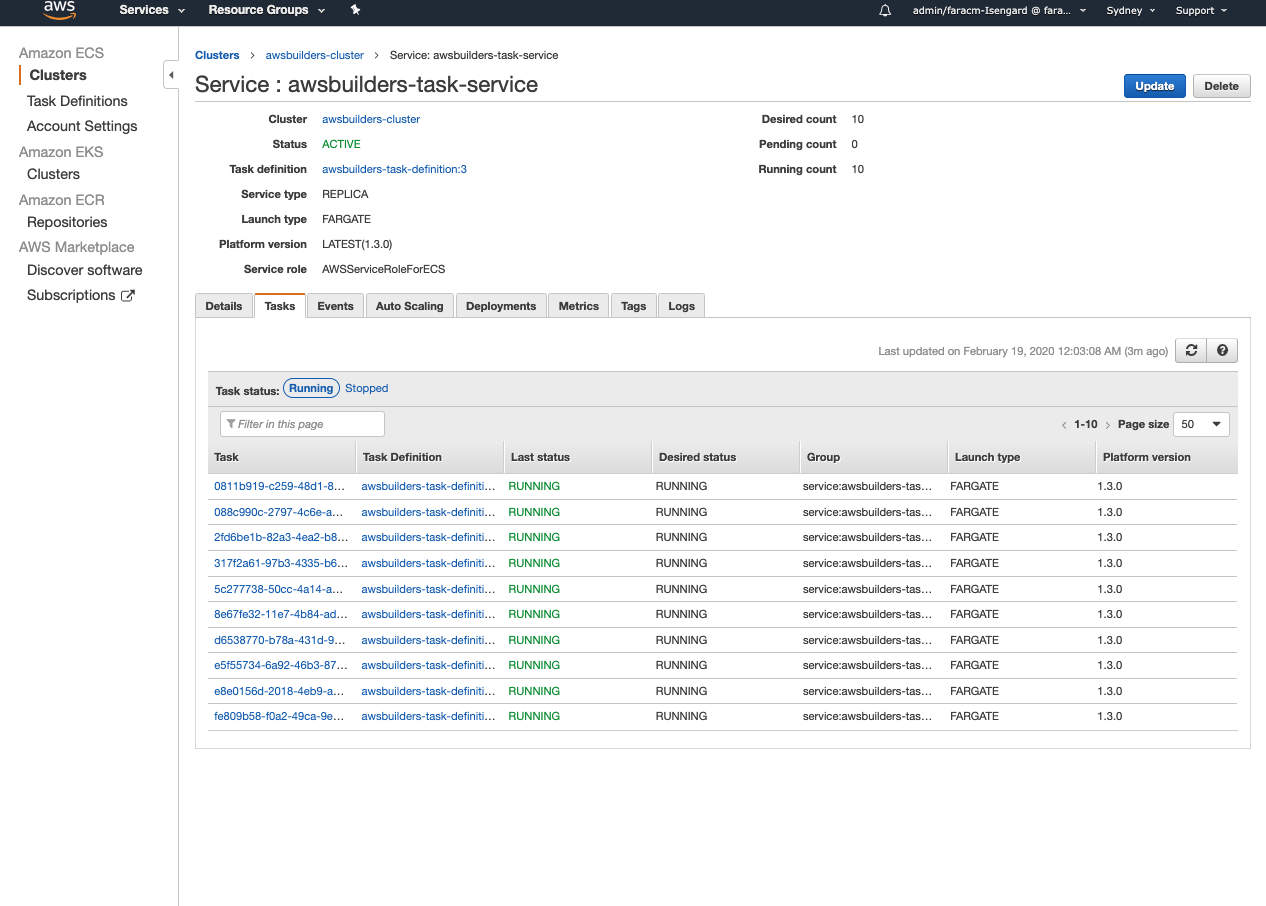 aws Services Resource Groups admin/faracm-Isengard @ fara... Sydney Support
Amazon ECS
Clusters
Task Definitions
Account Settings
Amazon EKS
Clusters
Amazon ECR
Repositories
AWS Marketplace
Discover software
Subscriptions
Clusters > awsbuilders-cluster > Service: awsbuilders-task-service
Service : awsbuilders-task-service
Update Delete
Cluster awsbuilders-cluster Desired count 10
Status ACTIVE Pending count 0
Task definition awsbuilders-task-definition:3 Running count 10
Service type REPLICA
Launch type FARGATE
Platform version LATEST(1.3.0)
Service role AWSServiceRoleForECS
Details Tasks Events Auto Scaling Deployments Metrics Tags Logs
Last updated on February 19, 2020 12:03:08 AM (3m ago)
Task status: Running Stopped
Filter in this page < 1-10 > Page size 50
Task Task Definition Last status Desired status Group Launch type Platform version
0811b919-c259-48d1-8... awsbuilders-task-definiti... RUNNING RUNNING service:awsbuilders-tas... FARGATE 1.3.0
088c990c-2797-4c6e-a... awsbuilders-task-definiti... RUNNING RUNNING service:awsbuilders-tas... FARGATE 1.3.0
2fd6be1b-82a3-4ea2-b8... awsbuilders-task-definiti... RUNNING RUNNING service:awsbuilders-tas... FARGATE 1.3.0
317f2a61-97b3-4335-b6... awsbuilders-task-definiti... RUNNING RUNNING service:awsbuilders-tas... FARGATE 1.3.0
5c277738-50cc-4a14-a... awsbuilders-task-definiti... RUNNING RUNNING service:awsbuilders-tas... FARGATE 1.3.0
8e67fe32-11e7-4b84-ad... awsbuilders-task-definiti... RUNNING RUNNING service:awsbuilders-tas... FARGATE 1.3.0
d6538770-b78a-431d-9... awsbuilders-task-definiti... RUNNING RUNNING service:awsbuilders-tas... FARGATE 1.3.0
e5f55734-6a92-46b3-87... awsbuilders-task-definiti... RUNNING RUNNING service:awsbuilders-tas... FARGATE 1.3.0
e8e0156d-2018-4eb9-a... awsbuilders-task-definiti... RUNNING RUNNING service:awsbuilders-tas... FARGATE 1.3.0
fe809b58-f0a2-49ca-9e... awsbuilders-task-definiti... RUNNING RUNNING service:awsbuilders-tas... FARGATE 1.3.0